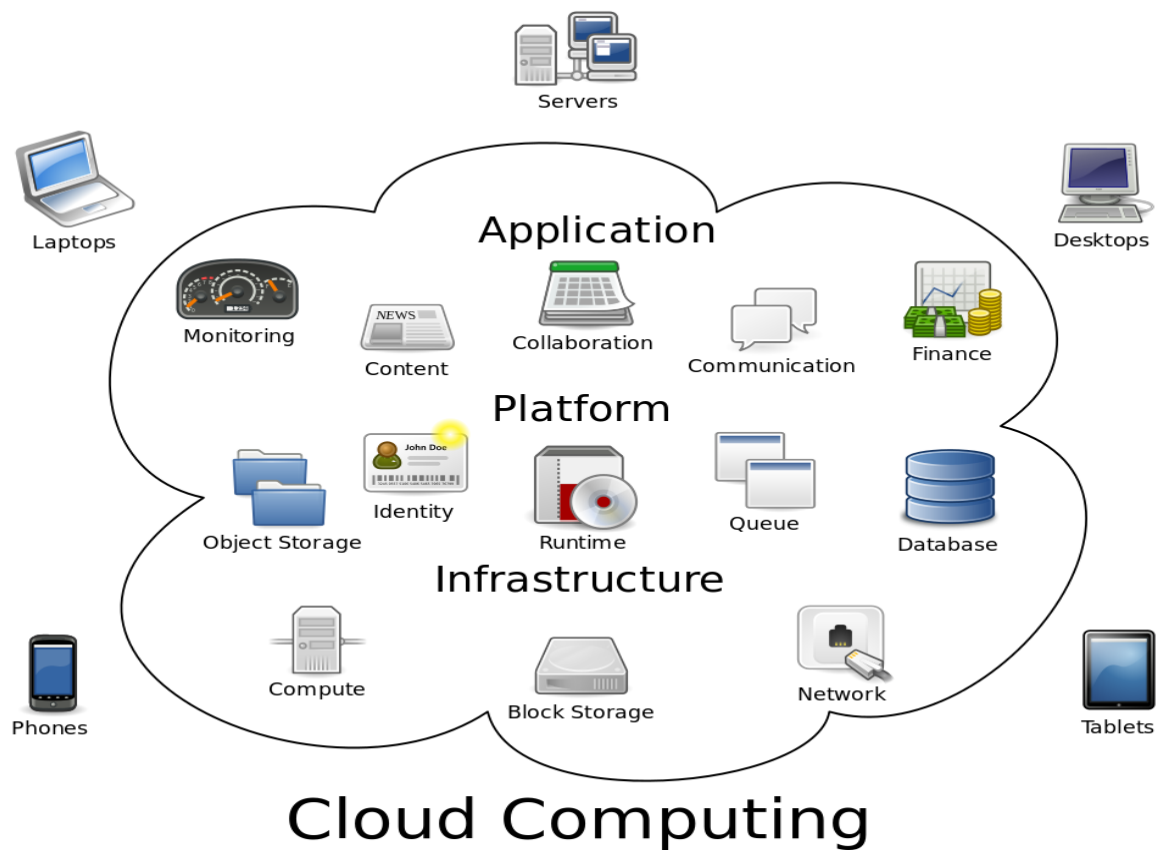 Servers
Laptops
Desktops
Application
Monitoring
NEWS
Content
Collaboration
Communication
Finance
Platform
John Doe
Object Storage
Identity
Runtime
Queue
Database
Infrastructure
Compute
Block Storage
Network
Phones
Tablets
Cloud Computing